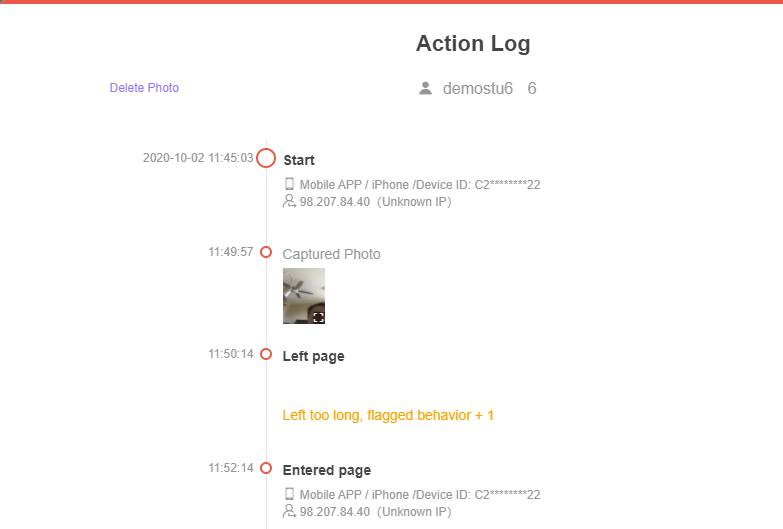 Action Log
Delete Photo
demostu6 6
2020-10-02 11:45:03 Start
Mobile APP / iPhone /Device ID: C2********22
98.207.84.40 (Unknown IP)
11:49:57 Captured Photo
11:50:14 Left page
Left too long, flagged behavior + 1
11:52:14 Entered page
Mobile APP / iPhone /Device ID: C2********22
98.207.84.40 (Unknown IP)